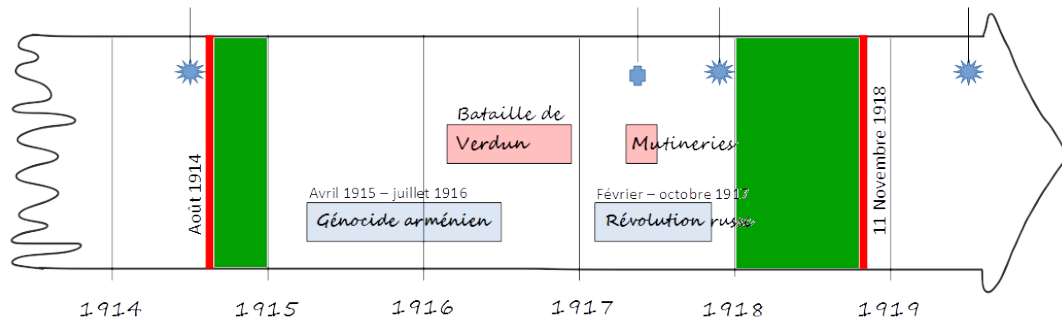 Bataille de
Verdun
Mutineries
Août 1914
11 Novembre 1918
Avril 1915 – juillet 1916
Génocide arménien
Février – octobre 1917
Révolution russe
1914 1915 1916 1917 1918 1919